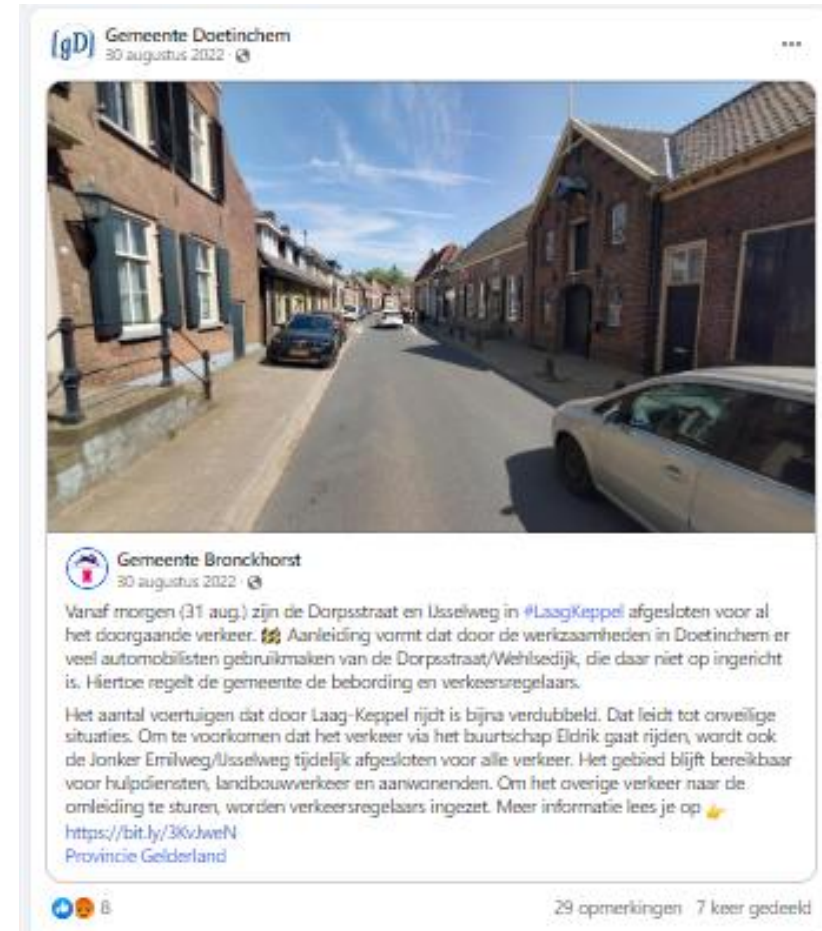 [gD] Gemeente Doetinchem
30 augustus 2022 ·
Gemeente Bronckhorst
30 augustus 2022 ·
Vanaf morgen (31 aug.) zijn de Dorpsstraat en IJsselweg in #LaagKeppel afgesloten voor al
het doorgaande verkeer. 🚧 Aanleiding vormt dat door de werkzaamheden in Doetinchem er
veel automobilisten gebruikmaken van de Dorpsstraat/Wehlsedijk, die daar niet op ingericht
is. Hiertoe regelt de gemeente de bebording en verkeersregelaars.
Het aantal voertuigen dat door Laag-Keppel rijdt is bijna verdubbeld. Dat leidt tot onveilige
situaties. Om te voorkomen dat het verkeer via het buurtschap Eldrik gaat rijden, wordt ook
de Jonker Emilweg/IJsselweg tijdelijk afgesloten voor alle verkeer. Het gebied blijft bereikbaar
voor hulpdiensten, landbouwverkeer en aanwonenden. Om het overige verkeer naar de
omleiding te sturen, worden verkeersregelaars ingezet. Meer informatie lees je op 👉
https://bit.ly/3KvJweN
Provincie Gelderland
8
29 opmerkingen 7 keer gedeeld